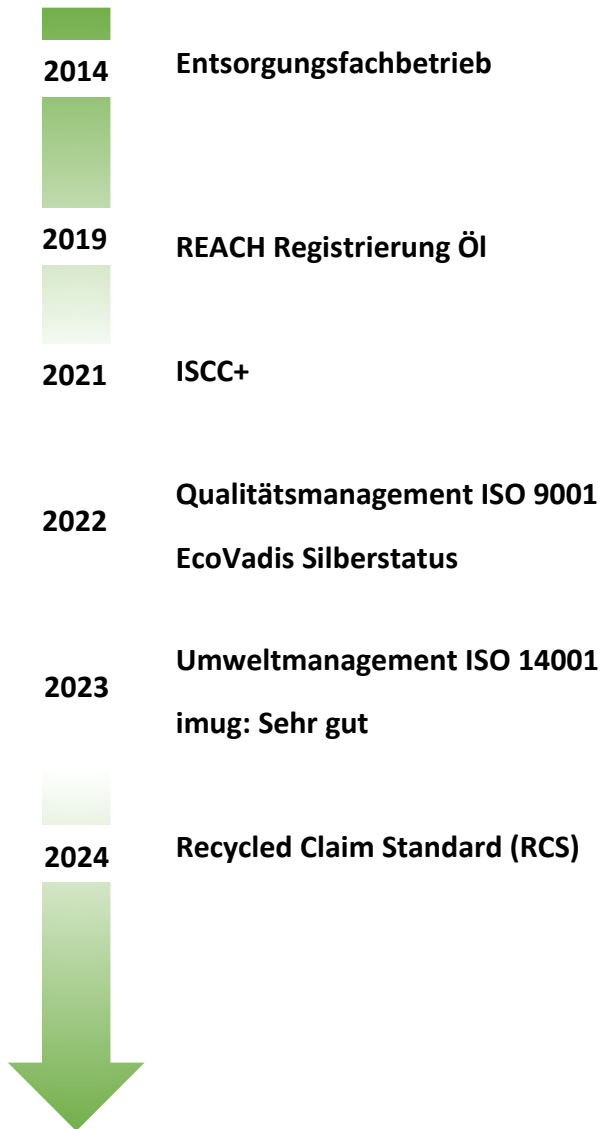 2014 Entsorgungsfachbetrieb
2019 REACH Registrierung Öl
2021 ISCC+
2022 Qualitätsmanagement ISO 9001
EcoVadis Silberstatus
2023 Umweltmanagement ISO 14001
imug: Sehr gut
2024 Recycled Claim Standard (RCS)